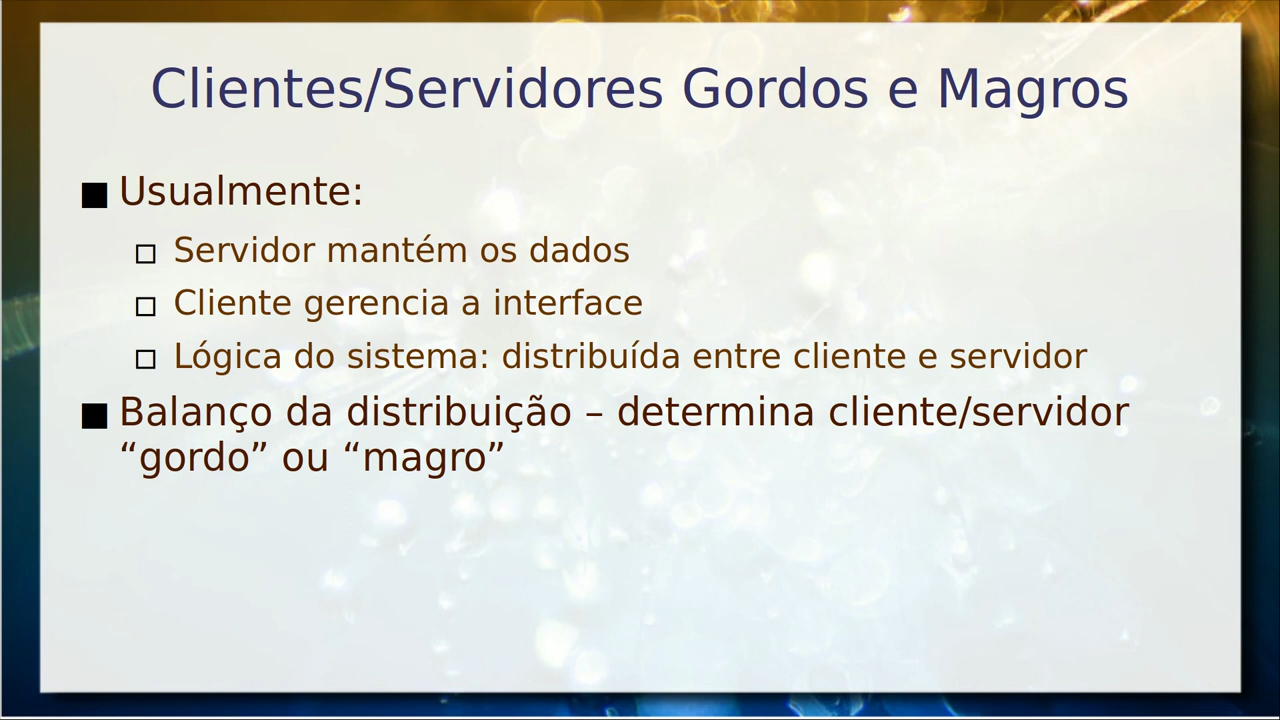 Clientes/Servidores Gordos e Magros
■ Usualmente:
□ Servidor mantém os dados
□ Cliente gerencia a interface
□ Lógica do sistema: distribuída entre cliente e servidor
■ Balanço da distribuição – determina cliente/servidor
“gordo” ou “magro”